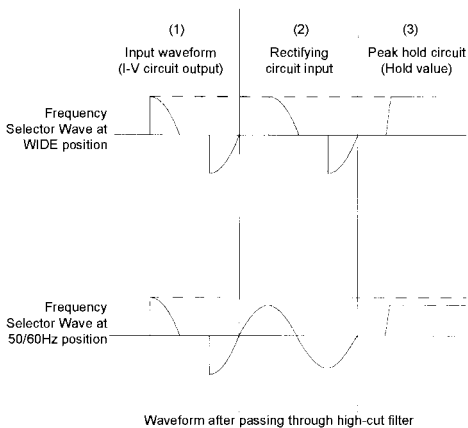 (1)
Input waveform
(I-V circuit output)
(2)
Rectifying
circuit input
(3)
Peak hold circuit
(Hold value)
Frequency
Selector Wave at
WIDE position
Frequency
Selector Wave at
50/60Hz position
Waveform after passing through high-cut filter